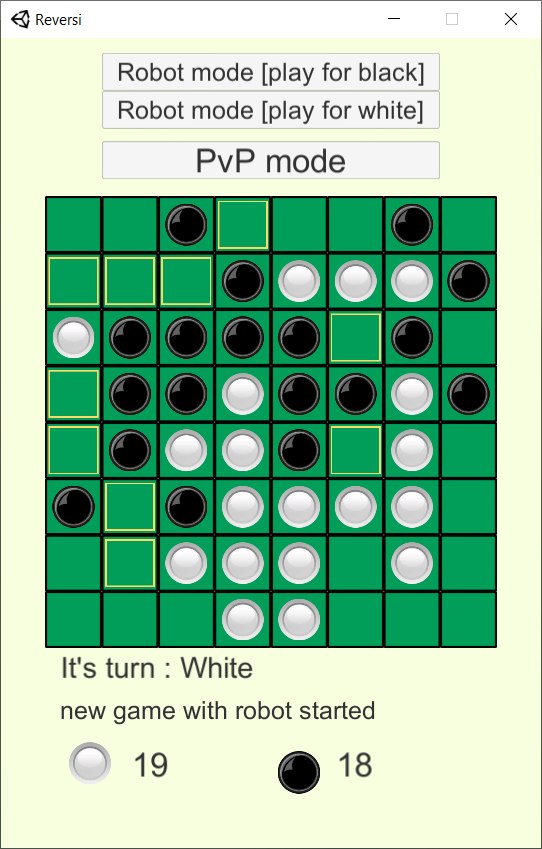 Reversi
Robot mode [play for black]
Robot mode [play for white]
PvP mode
It's turn : White
new game with robot started
19
18